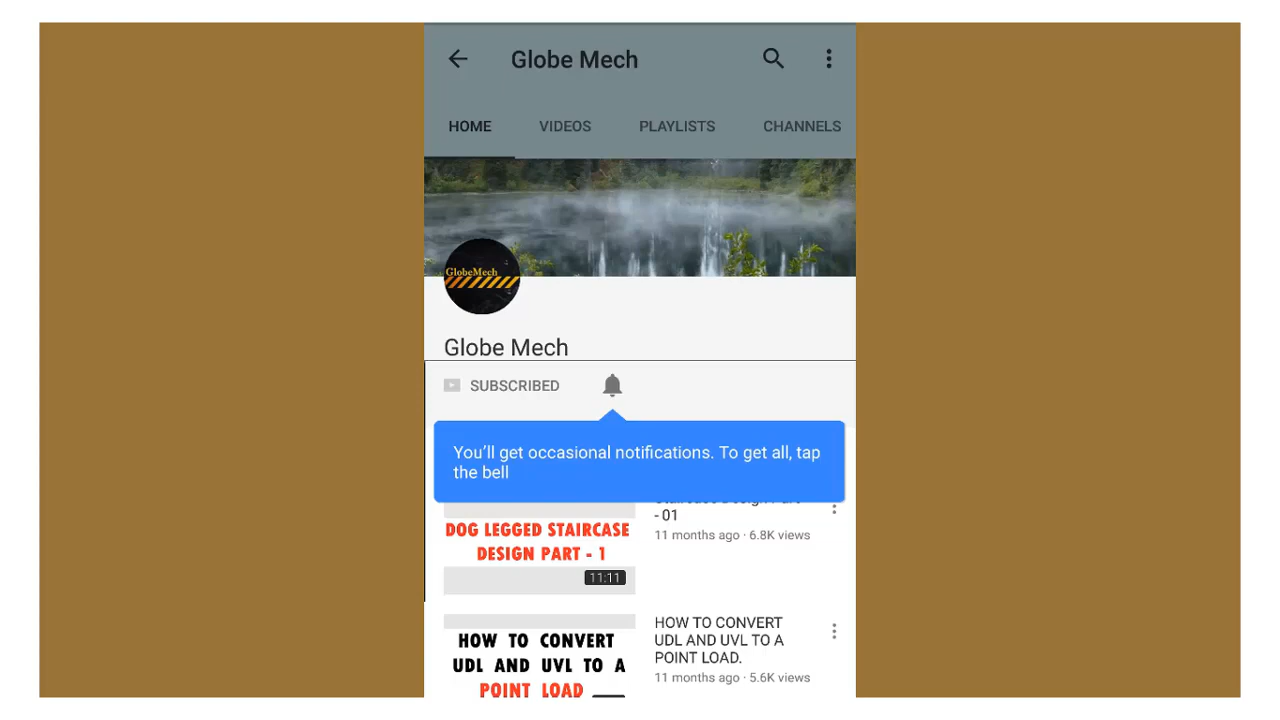 Globe Mech
HOME VIDEOS PLAYLISTS CHANNELS
GlobeMech
Globe Mech
SUBSCRIBED
You'll get occasional notifications. To get all, tap
the bell
- 01
11 months ago · 6.8K views
DOG LEGGED STAIRCASE
DESIGN PART - 1
11:11
HOW TO CONVERT
UDL AND UVL TO A
POINT LOAD
HOW TO CONVERT
UDL AND UVL TO A
POINT LOAD.
11 months ago · 5.6K views